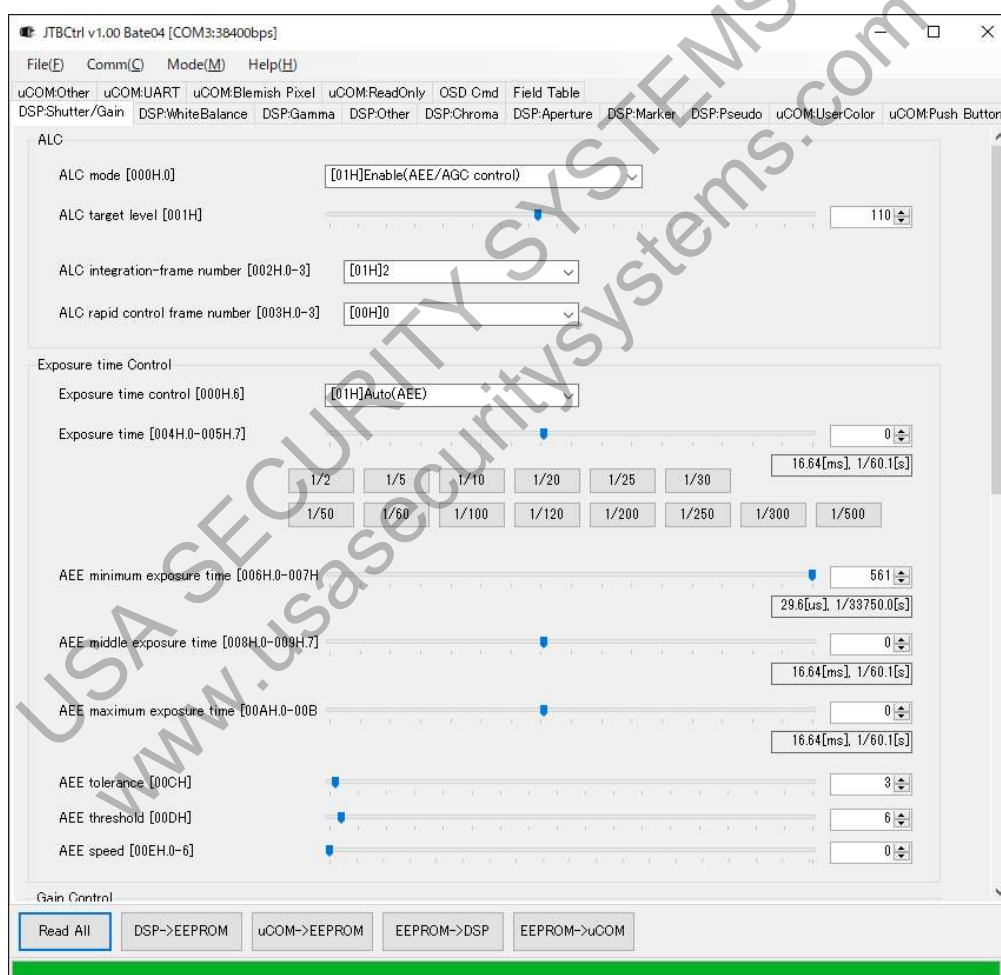 JTBCtrl v1.00 Bate04 [COM3:38400bps]
File(F) Comm(C) Mode(M) Help(H)
uCOM:Other uCOM:UART uCOM:Blemish Pixel uCOM:ReadOnly OSD Cmd Field Table
DSP:Shutter/Gain DSP:WhiteBalance DSP:Gamma DSP:Other DSP:Chroma DSP:Aperture DSP:Marker DSP:Pseudo uCOM:UserColor uCOM:Push Button
ALC
ALC mode [000H.0] [01H]Enable(AEE/AGC control)
ALC target level [001H] 110
ALC integration-frame number [002H.0-3] [01H]2
ALC rapid control frame number [003H.0-3] [00H]0
Exposure time Control
Exposure time control [000H.6] [01H]Auto(AEE)
Exposure time [004H.0-005H.7] 0
16.64[ms], 1/60.1[s]
1/2 1/5 1/10 1/20 1/25 1/30
1/50 1/60 1/100 1/120 1/200 1/250 1/300 1/500
AEE minimum exposure time [006H.0-007H 561
29.6[us], 1/33750.0[s]
AEE middle exposure time [008H.0-009H.7] 0
16.64[ms], 1/60.1[s]
AEE maximum exposure time [00AH.0-00B 0
16.64[ms], 1/60.1[s]
AEE tolerance [00CH] 3
AEE threshold [00DH] 6
AEE speed [00EH.0-6] 0
Gain Control
Read All DSP->EEPROM uCOM->EEPROM EEPROM->DSP EEPROM->uCOM
USA SECURITY SYSTEMS
www.usasecuritysystems.com